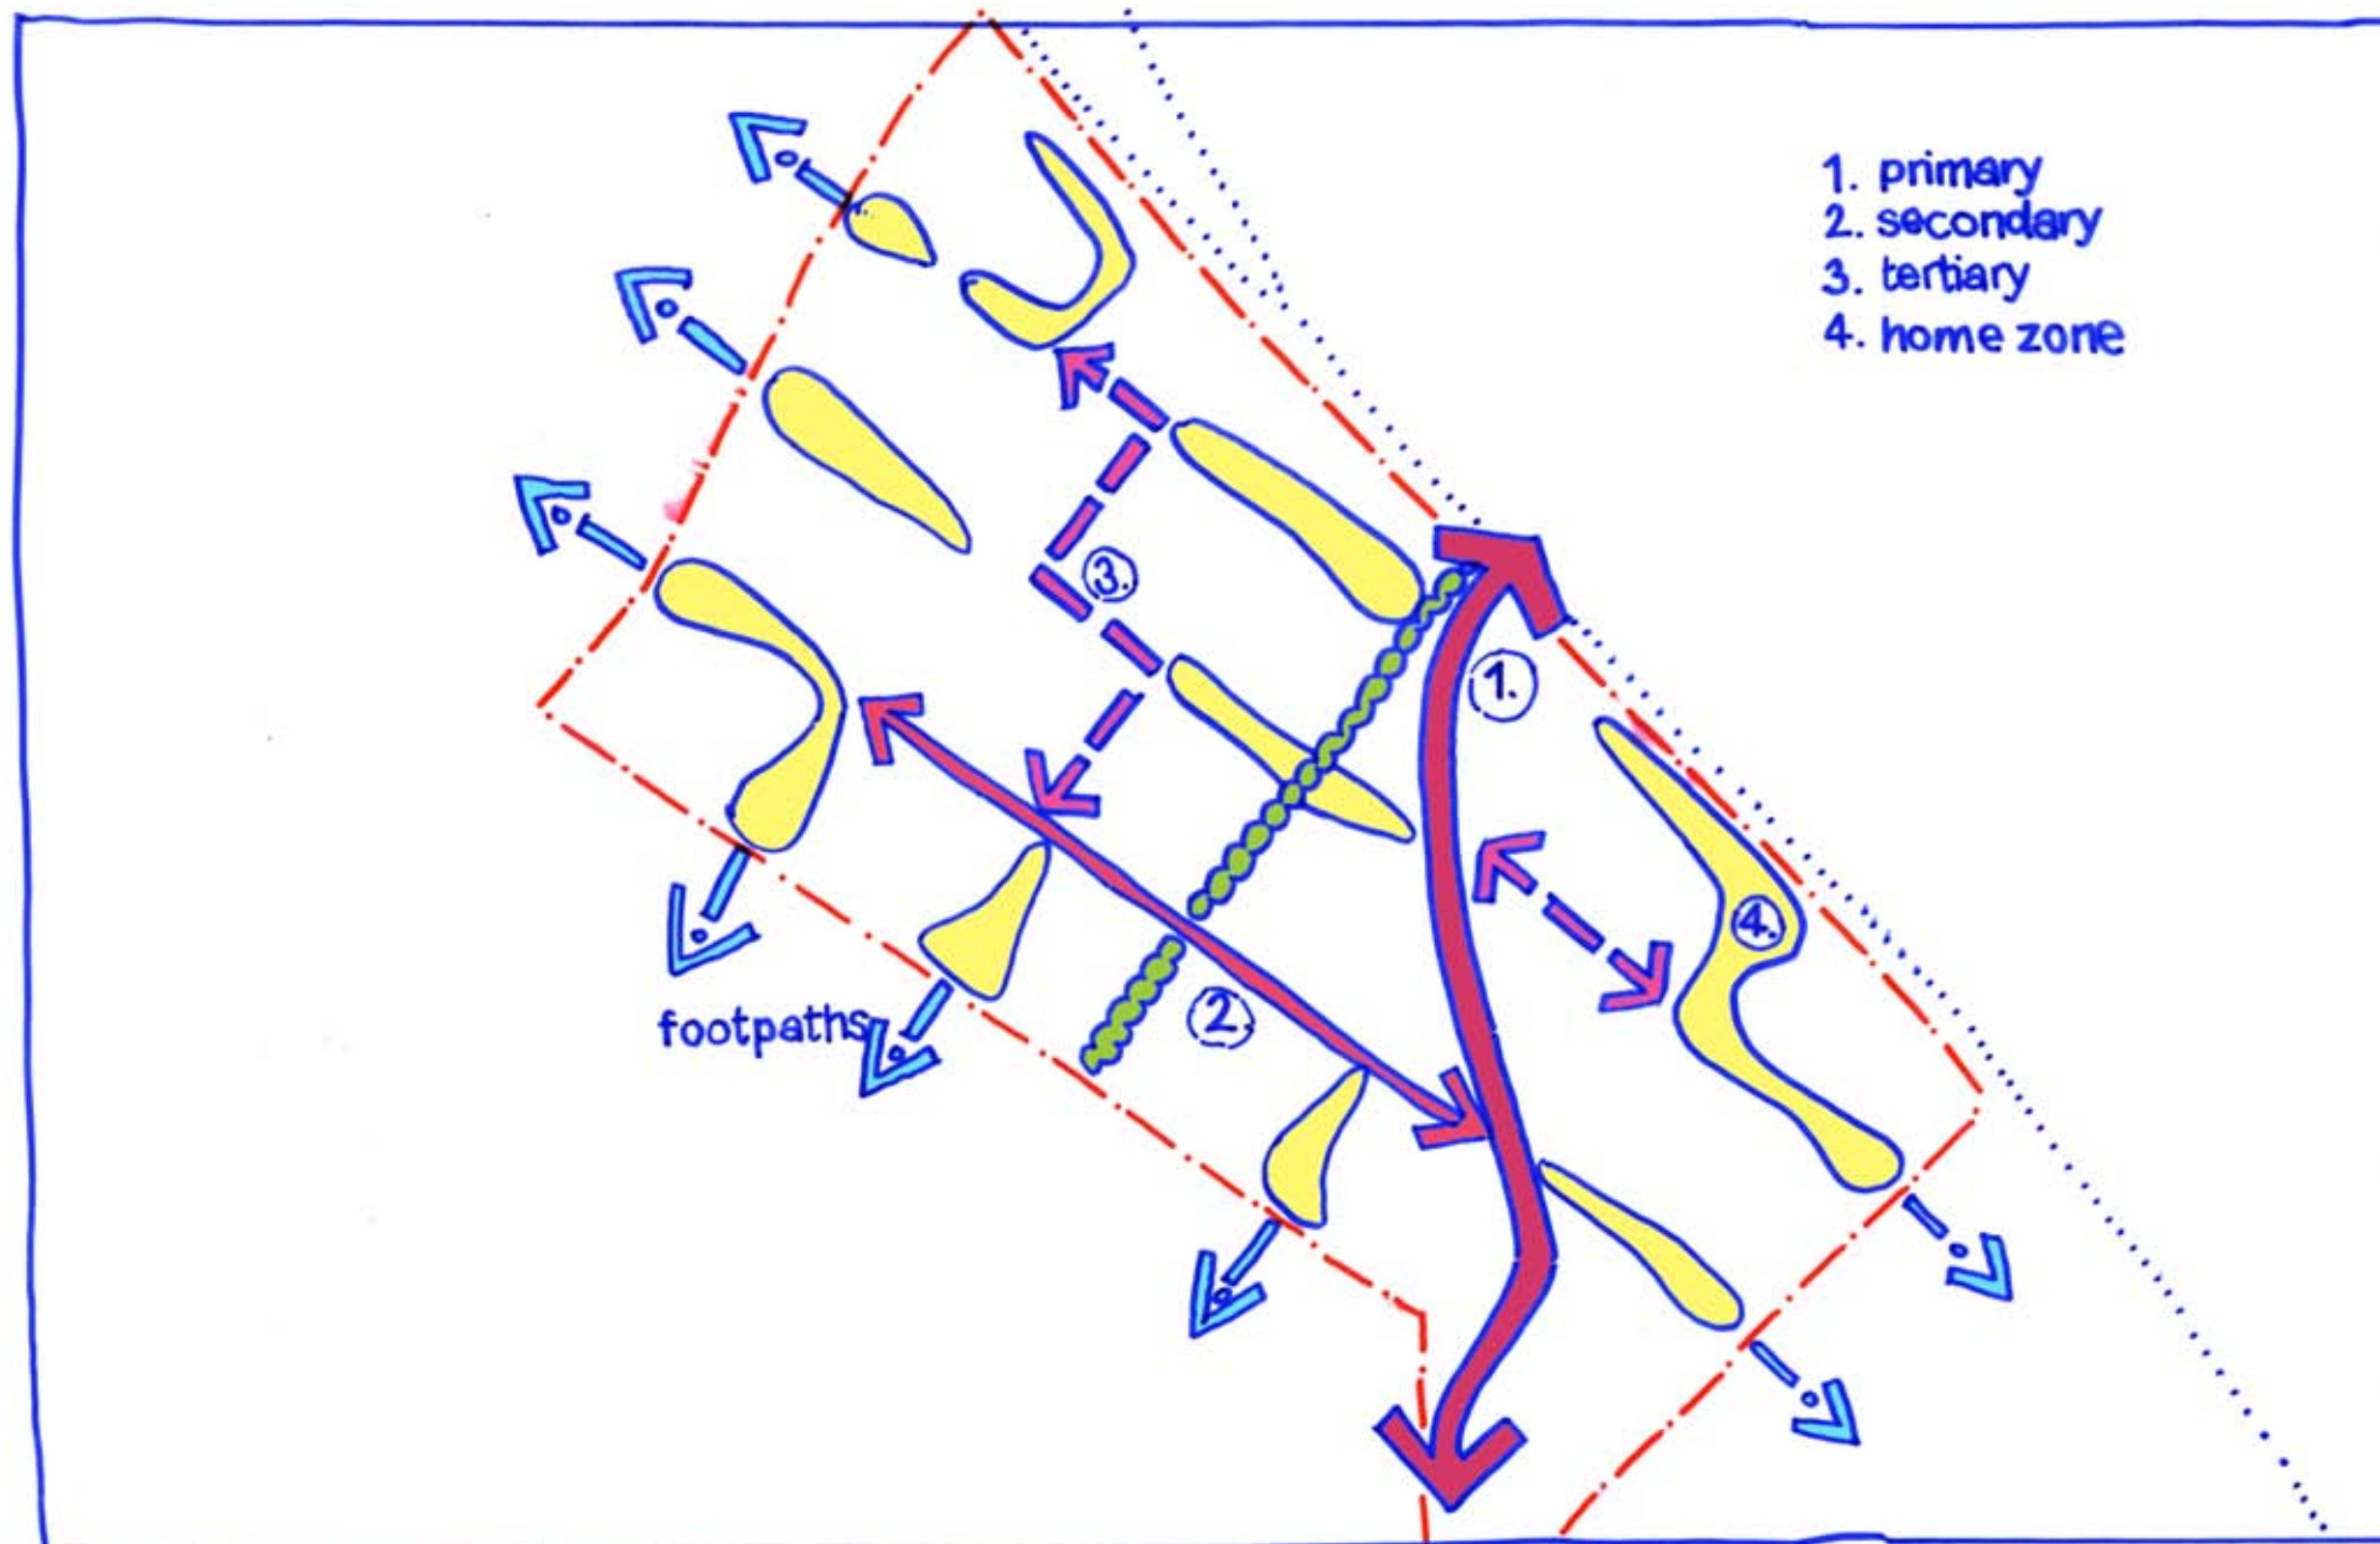 1. primary
2. secondary
3. tertiary
4. home zone
3.
1.
4.
2.
footpaths